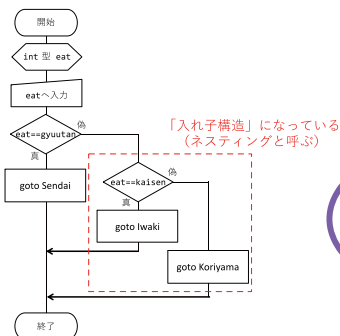 開始
int 型 eat
eatへ入力
eat==gyuutan
偽
真
goto Sendai
「入れ子構造」になっている
（ネスティングと呼ぶ）
eat==kaisen
偽
真
goto Iwaki
goto Koriyama
終了